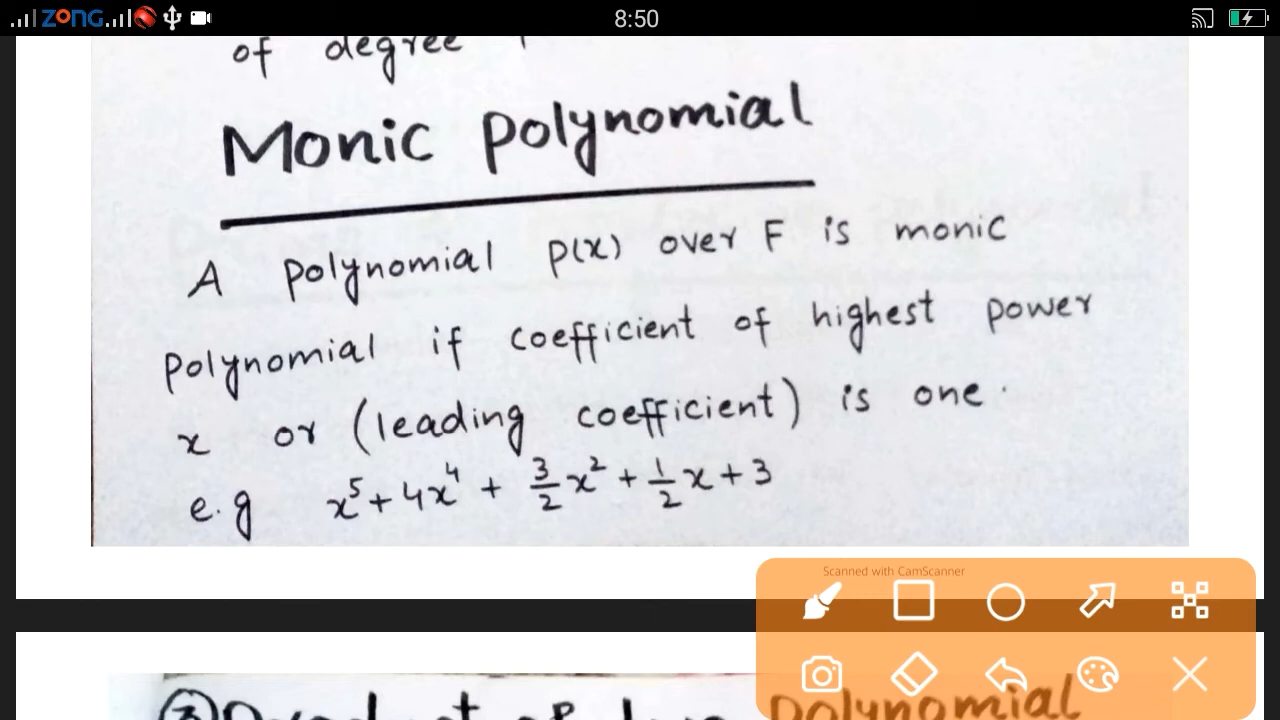 ZONG 8:50
of degree
Monic polynomial
A polynomial p(x) over F is monic
polynomial if coefficient of highest power
x or (leading coefficient) is one.
e.g x⁵ + 4x⁴ + 3/2 x² + 1/2 x + 3
Scanned with CamScanner
polynomial